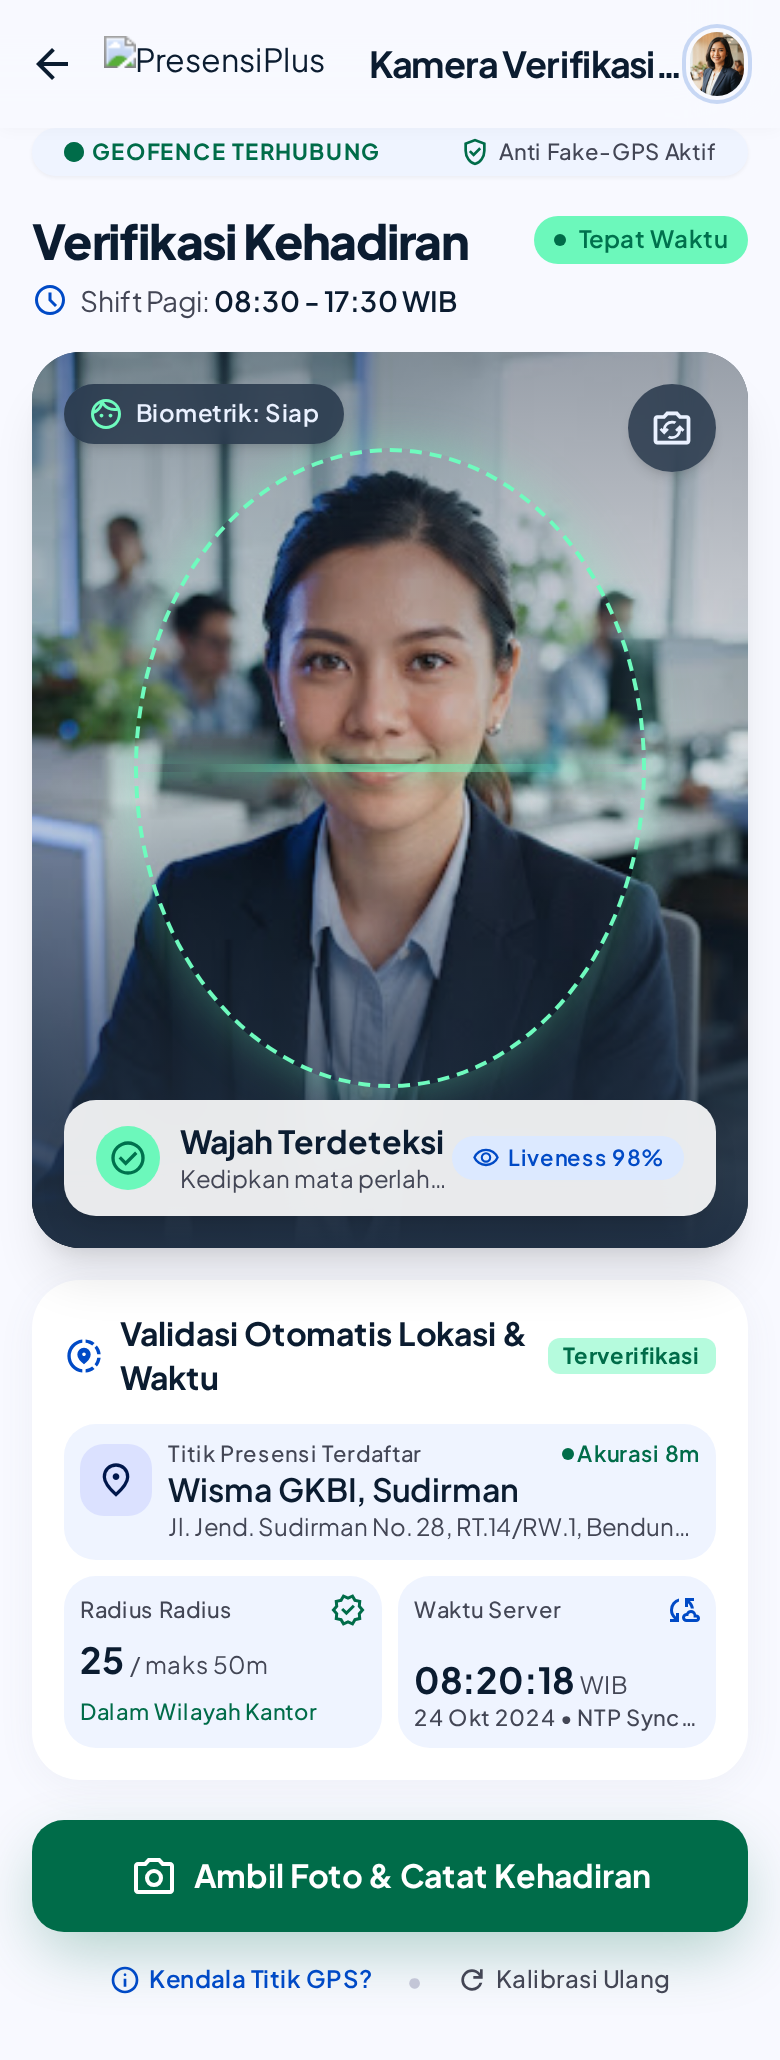 PresensiPlus
Kamera Verifikasi ...
GEOFENCE TERHUBUNG
Anti Fake-GPS Aktif
Verifikasi Kehadiran
Tepat Waktu
Shift Pagi: 08:30 - 17:30 WIB
Biometrik: Siap
Wajah Terdeteksi
Kedipkan mata perlah...
Liveness 98%
Validasi Otomatis Lokasi &
Waktu
Terverifikasi
Titik Presensi Terdaftar
Akurasi 8m
Wisma GKBI, Sudirman
Jl. Jend. Sudirman No. 28, RT.14/RW.1, Bendun...
Radius Radius
25 / maks 50m
Dalam Wilayah Kantor
Waktu Server
08:20:18 WIB
24 Okt 2024 • NTP Sync...
Ambil Foto & Catat Kehadiran
Kendala Titik GPS?
Kalibrasi Ulang